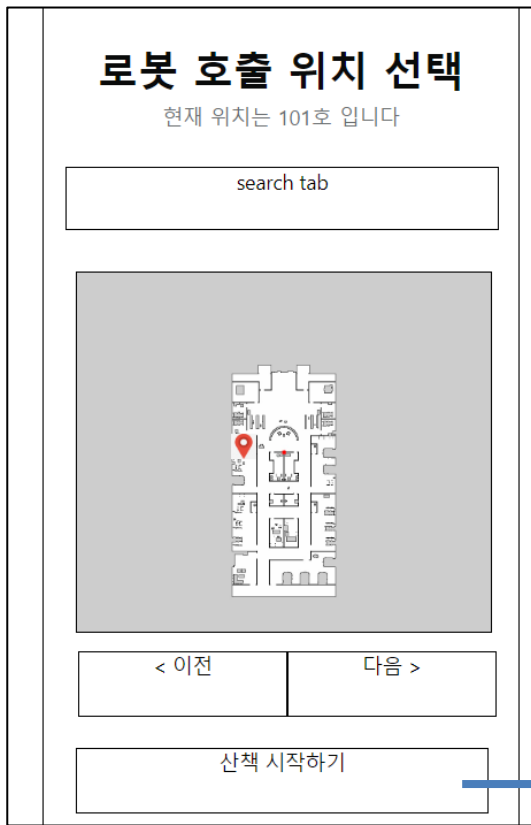 로봇 호출 위치 선택
현재 위치는 101호 입니다
search tab
< 이전
다음 >
산책 시작하기